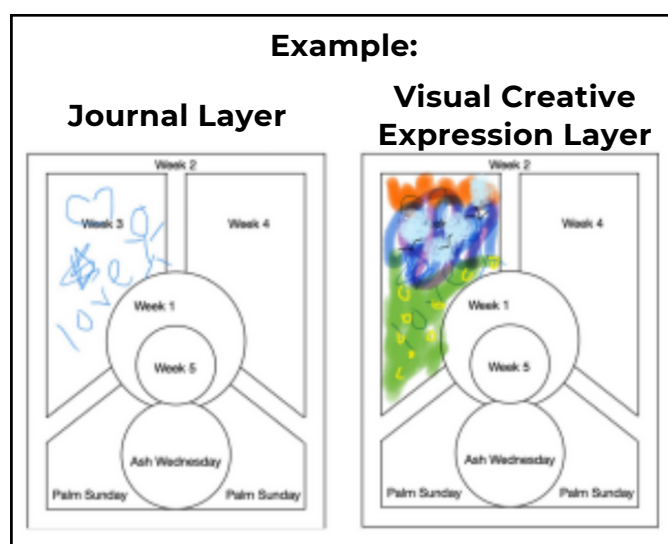 Example:
Journal Layer
Week 2
Week 3
Week 4
love
Week 1
Week 5
Ash Wednesday
Palm Sunday
Palm Sunday
Visual Creative
Expression Layer
Week 2
Week 4
Week 1
Week 5
Ash Wednesday
Palm Sunday
Palm Sunday